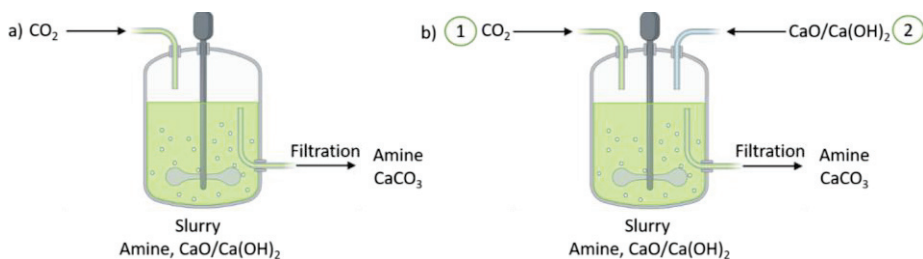 a) CO₂
Filtration
Amine
CaCO₃
Slurry
Amine, CaO/Ca(OH)₂
b) 1 CO₂
CaO/Ca(OH)₂ 2
Filtration
Amine
CaCO₃
Slurry
Amine, CaO/Ca(OH)₂